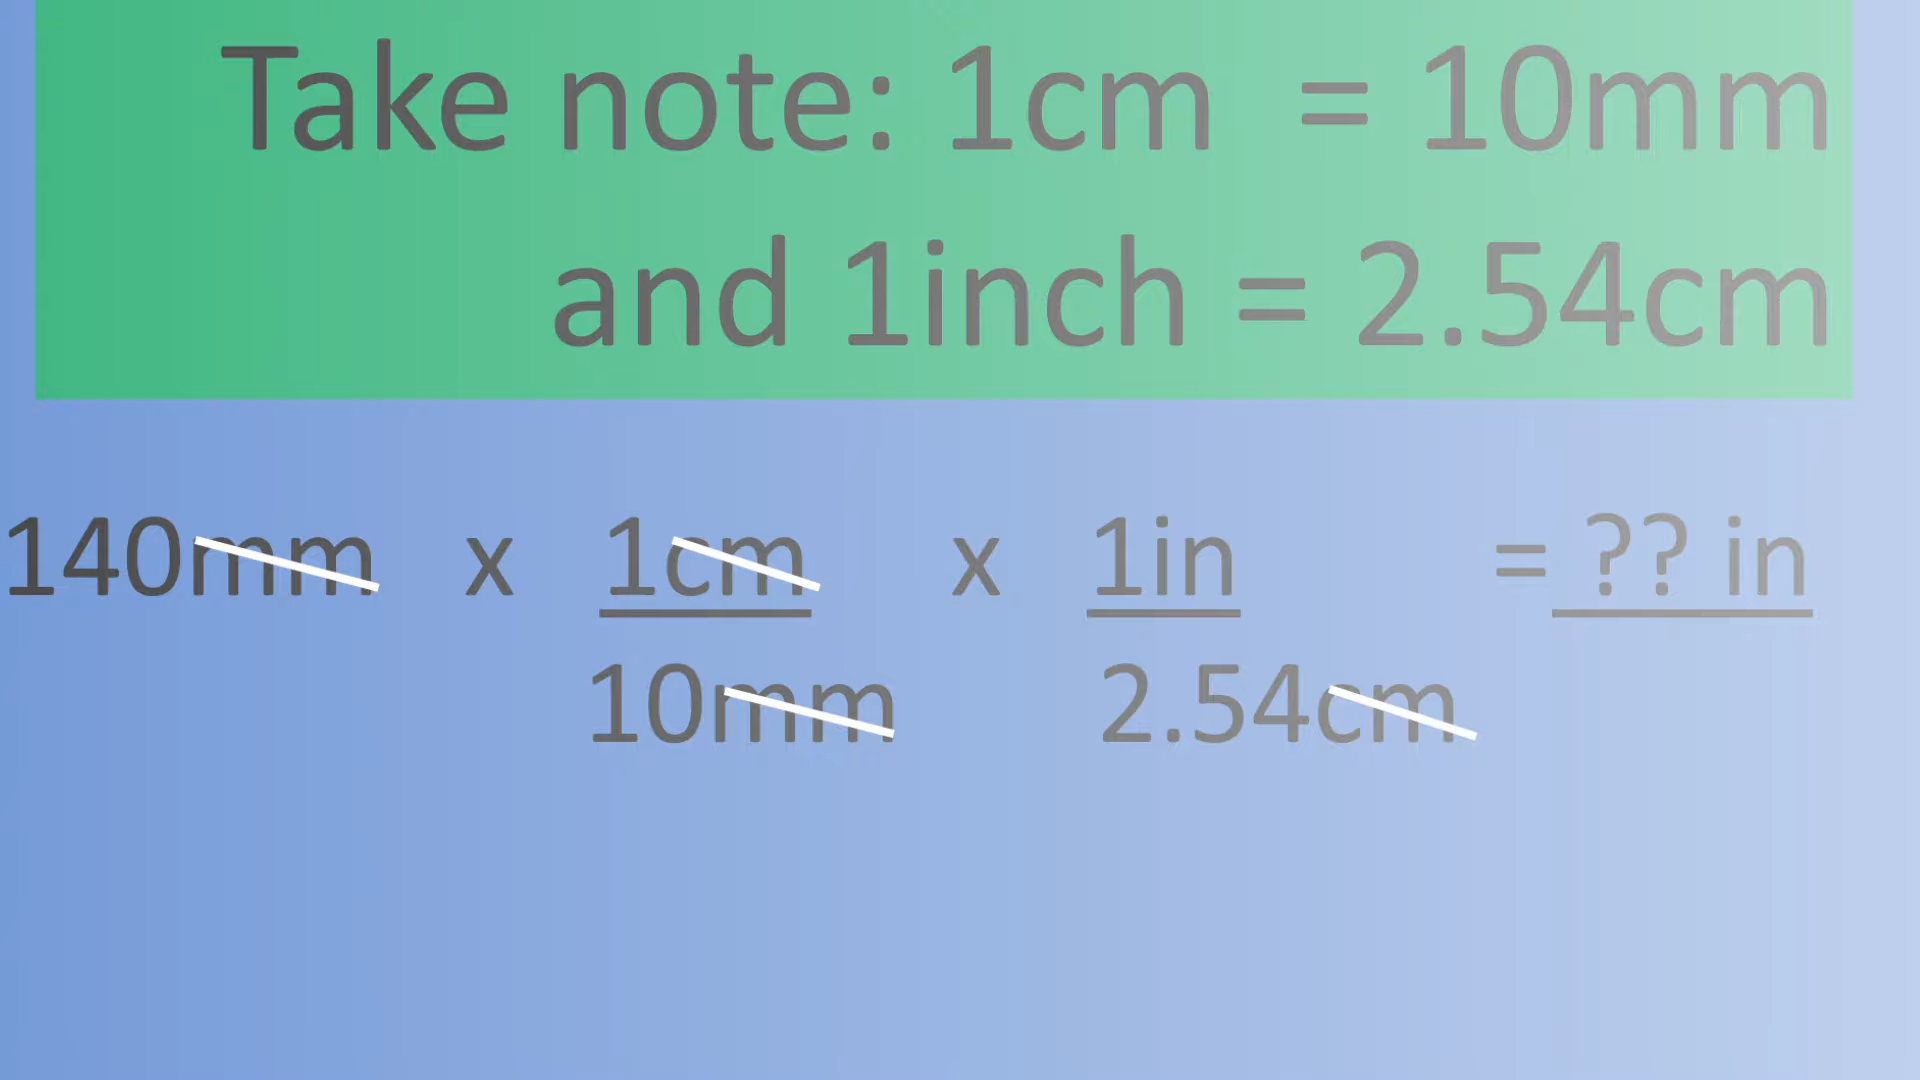 Take note: 1cm = 10mm
and 1inch = 2.54cm
140mm x 1cm x 1in = ?? in
10mm 2.54cm